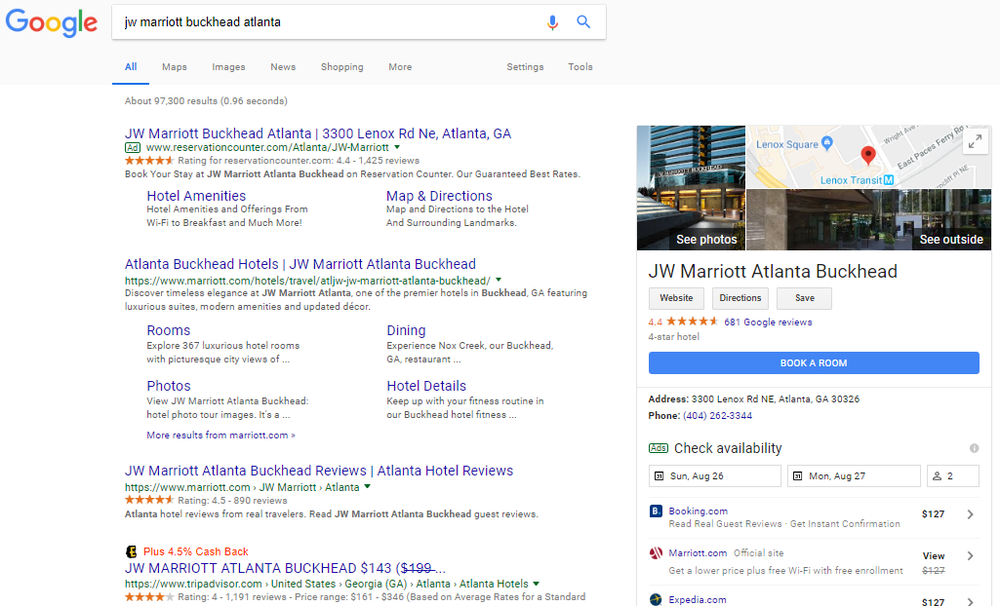 Google
jw marriott buckhead atlanta
All Maps Images News Shopping More Settings Tools
About 97,300 results (0.96 seconds)
JW Marriott Buckhead Atlanta | 3300 Lenox Rd Ne, Atlanta, GA
Ad www.reservationcounter.com/Atlanta/JW-Marriott
Rating for reservationcounter.com: 4.4 - 1,425 reviews
Book Your Stay at JW Marriott Atlanta Buckhead on Reservation Counter. Our Guaranteed Best Rates.
Hotel Amenities
Hotel Amenities and Offerings From
Wi-Fi to Breakfast and Much More!
Map & Directions
Map and Directions to the Hotel
And Surrounding Landmarks.
Atlanta Buckhead Hotels | JW Marriott Atlanta Buckhead
https://www.marriott.com/hotels/travel/atljw-jw-marriott-atlanta-buckhead/
Discover timeless elegance at JW Marriott Atlanta, one of the premier hotels in Buckhead, GA featuring
luxurious suites, modern amenities and updated décor.
Rooms
Explore 367 luxurious hotel rooms
with picturesque city views of ...
Dining
Experience Nox Creek, our Buckhead,
GA, restaurant ...
Photos
View JW Marriott Atlanta Buckhead:
hotel photo tour images. It's a ...
Hotel Details
Keep up with your fitness routine in
our Buckhead hotel fitness ...
More results from marriott.com »
JW Marriott Atlanta Buckhead Reviews | Atlanta Hotel Reviews
https://www.marriott.com › JW Marriott › Atlanta
Rating: 4.5 - 890 reviews
Atlanta hotel reviews from real travelers. Read JW Marriott Atlanta Buckhead guest reviews.
Plus 4.5% Cash Back
JW MARRIOTT ATLANTA BUCKHEAD $143 ($199 ...
https://www.tripadvisor.com › United States › Georgia (GA) › Atlanta › Atlanta Hotels
Rating: 4 - 1,191 reviews - Price range: $161 - $346 (Based on Average Rates for a Standard
JW MARRIOTT BUCKHEAD
See photos
Lenox Square
Wright Ave
East Paces Ferry Ro
Lenox Transit M
See outside
JW Marriott Atlanta Buckhead
Website Directions Save
4.4 681 Google reviews
4-star hotel
BOOK A ROOM
Address: 3300 Lenox Rd NE, Atlanta, GA 30326
Phone: (404) 262-3344
Ads Check availability
Sun, Aug 26 Mon, Aug 27 2
B. Booking.com $127
Read Real Guest Reviews · Get Instant Confirmation
Marriott.com Official site View
Get a lower price plus free Wi-Fi with free enrollment $127
Expedia.com $127